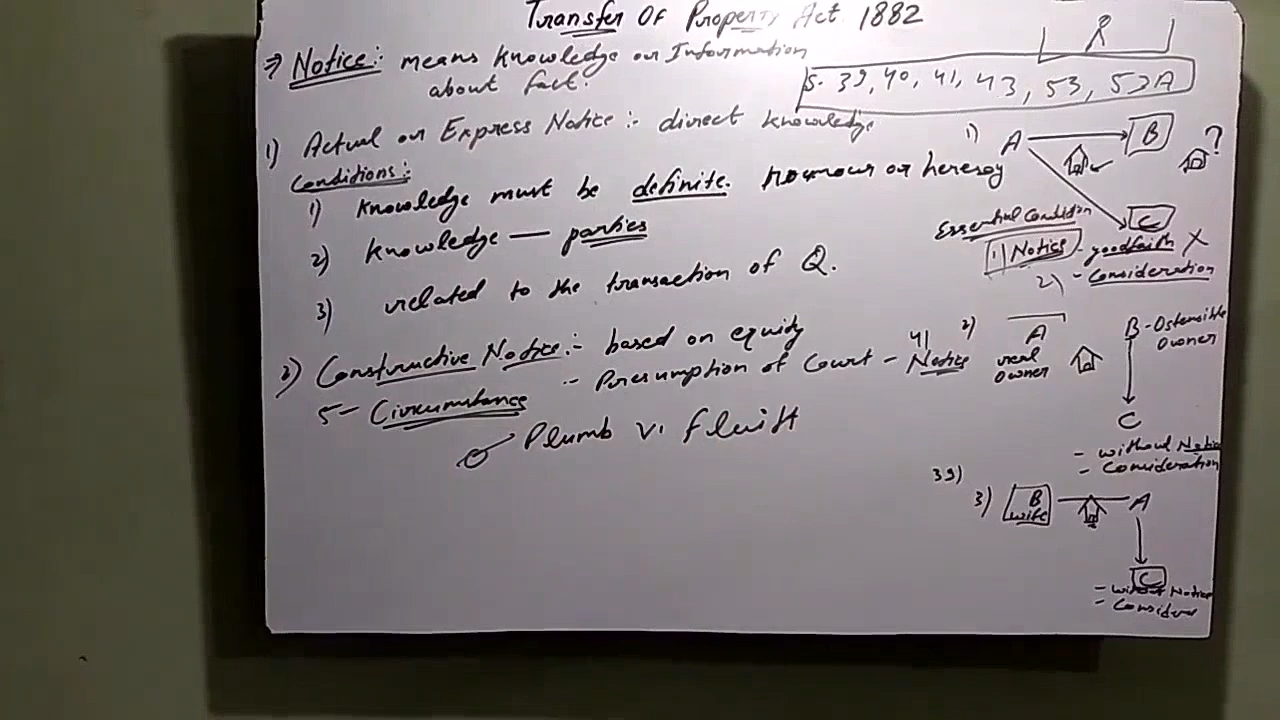 Transfer Of Property Act. 1882
⇒ Notice:- means knowledge or Information
about fact.
S- 39, 40, 41, 43, 53, 53A
1) Actual or Express Notice:- direct knowledge
Conditions:-
1) knowledge must be definite. roumour or heresay
2) knowledge — parties
3) related to the transaction of Q.
2) Constructive Notice:- based on equity
- Presumption of Court - Notice
5- Circumstance
Plumb v. fluitt
1) A B
?
C
Essential Condition
1) Notice - goodfaith X
2) - Consideration
41 2) A
real
owner
B- Ostensible
Owner
C
- without Notice
- Consideration
39)
3) B
wife
A
C
- without Notice
- Consider